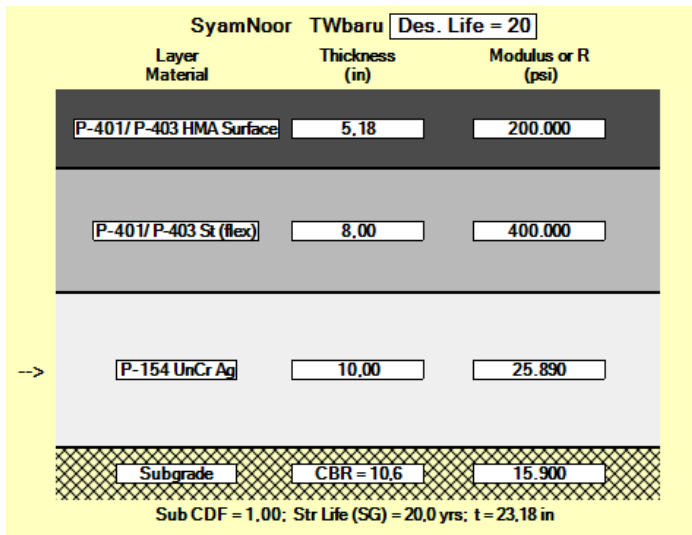 SyamNoor TWbaru Des. Life = 20
Layer Material Thickness (in) Modulus or R (psi)
P-401/ P-403 HMA Surface 5,18 200.000
P-401/ P-403 St (flex) 8,00 400.000
--> P-154 UnCr Ag 10,00 25.890
Subgrade CBR = 10,6 15.900
Sub CDF = 1,00; Str Life (SG) = 20,0 yrs; t = 23,18 in